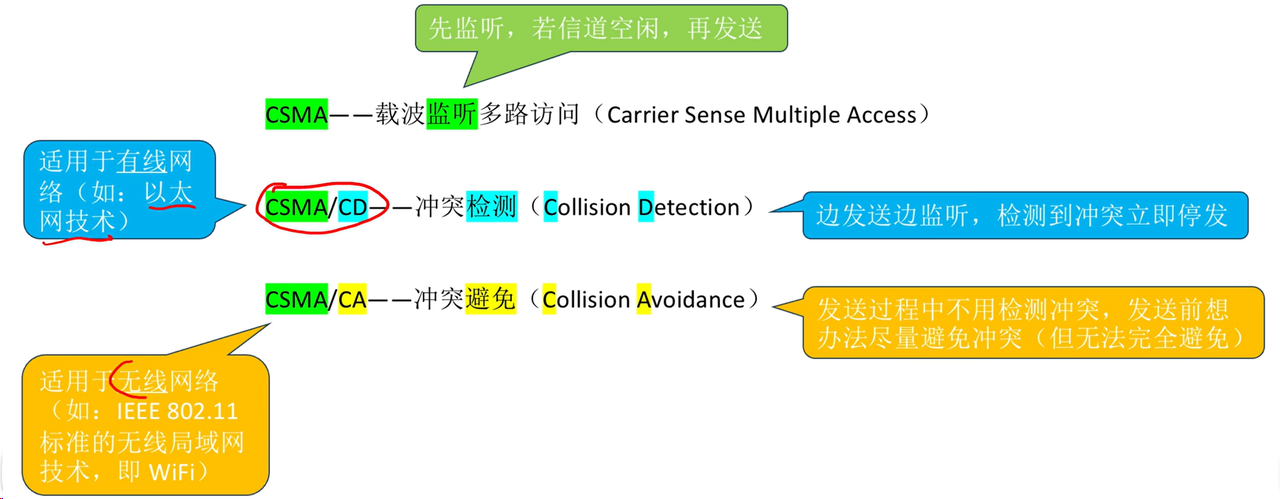 先监听，若信道空闲，再发送
CSMA——载波监听多路访问（Carrier Sense Multiple Access）
适用于有线网
络（如：以太
网技术）
CSMA/CD——冲突检测（Collision Detection）
边发送边监听，检测到冲突立即停发
CSMA/CA——冲突避免（Collision Avoidance）
发送过程中不用检测冲突，发送前想
办法尽量避免冲突（但无法完全避免）
适用于无线网络
（如：IEEE 802.11
标准的无线局域网
技术，即 WiFi）